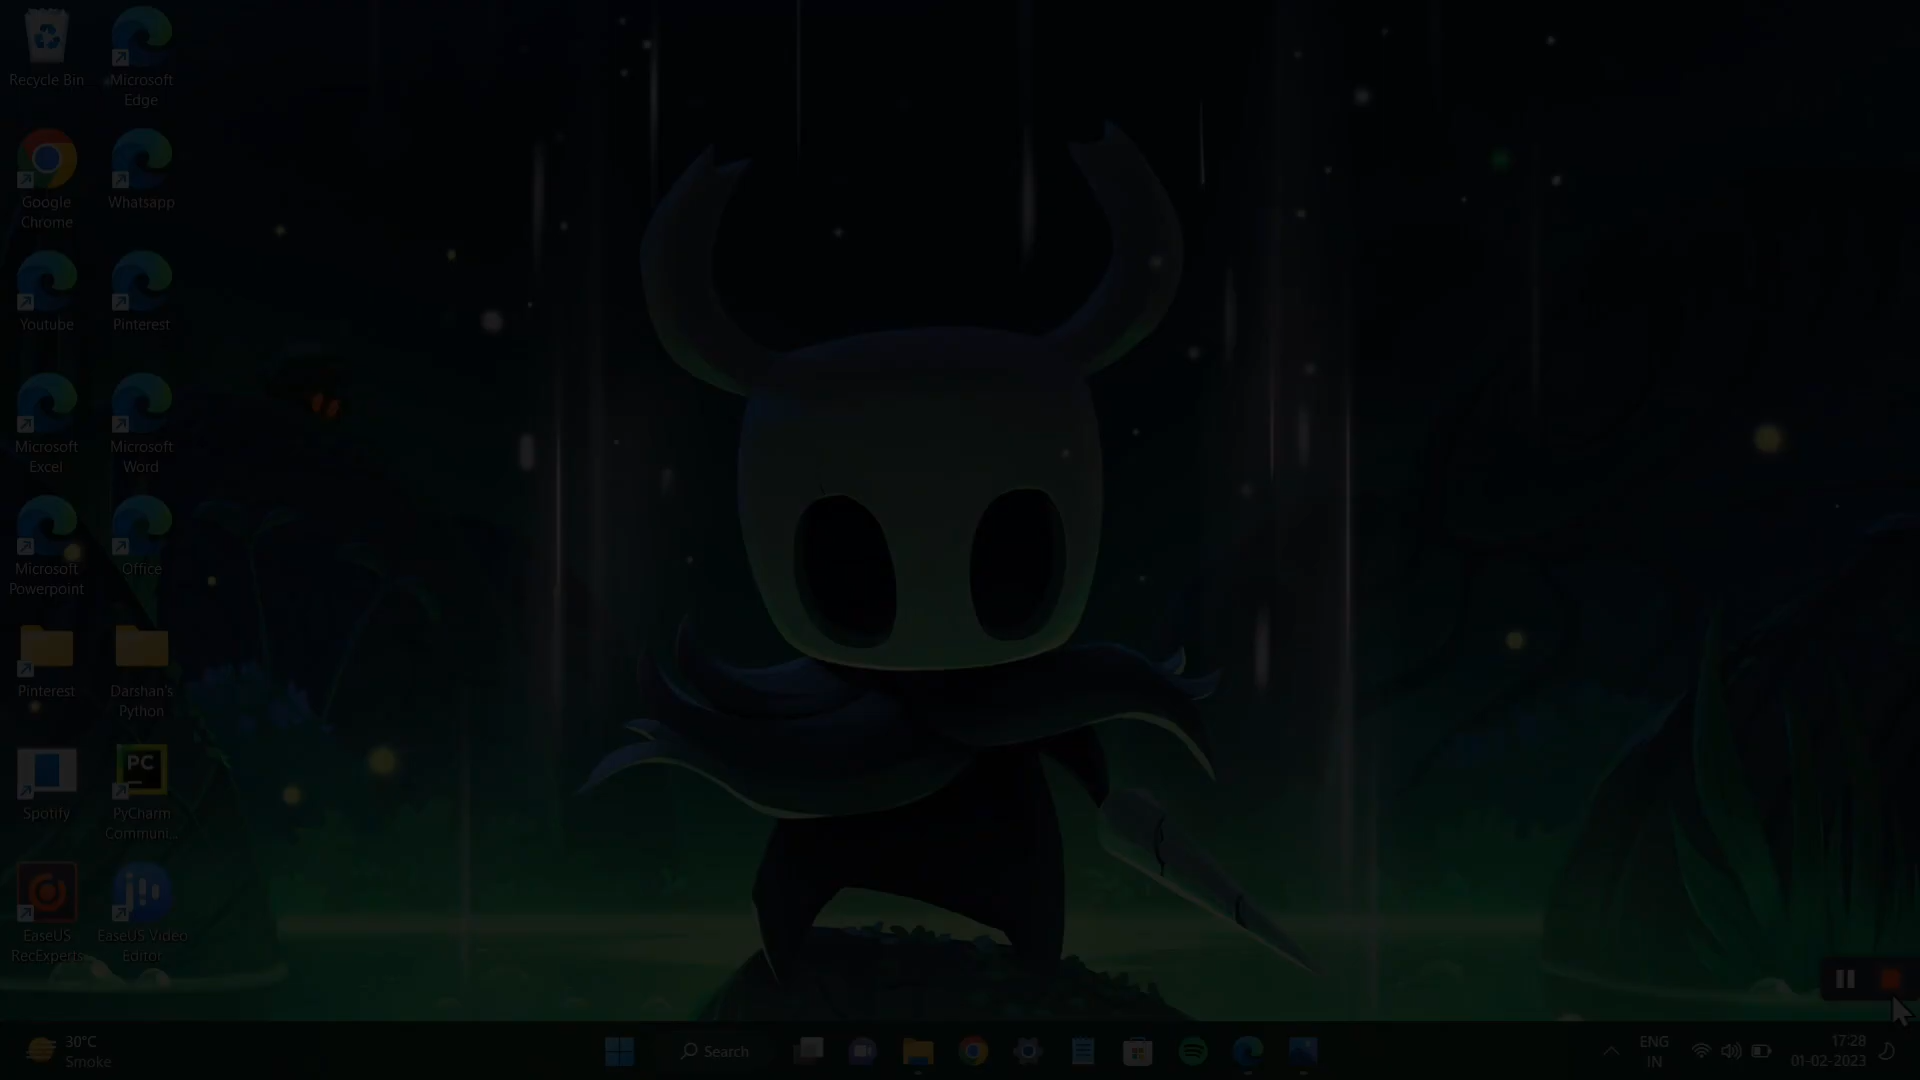 Recycle Bin
Microsoft
Edge
Google
Chrome
Whatsapp
Youtube
Pinterest
Microsoft
Excel
Microsoft
Word
Microsoft
Powerpoint
Office
Pinterest
Darshan's
Python
Spotify
PC
PyCharm
Communi...
EaseUS
RecExperts
EaseUS Video
Editor
30°C
Smoke
Search
ENG
IN
17:28
01-02-2023